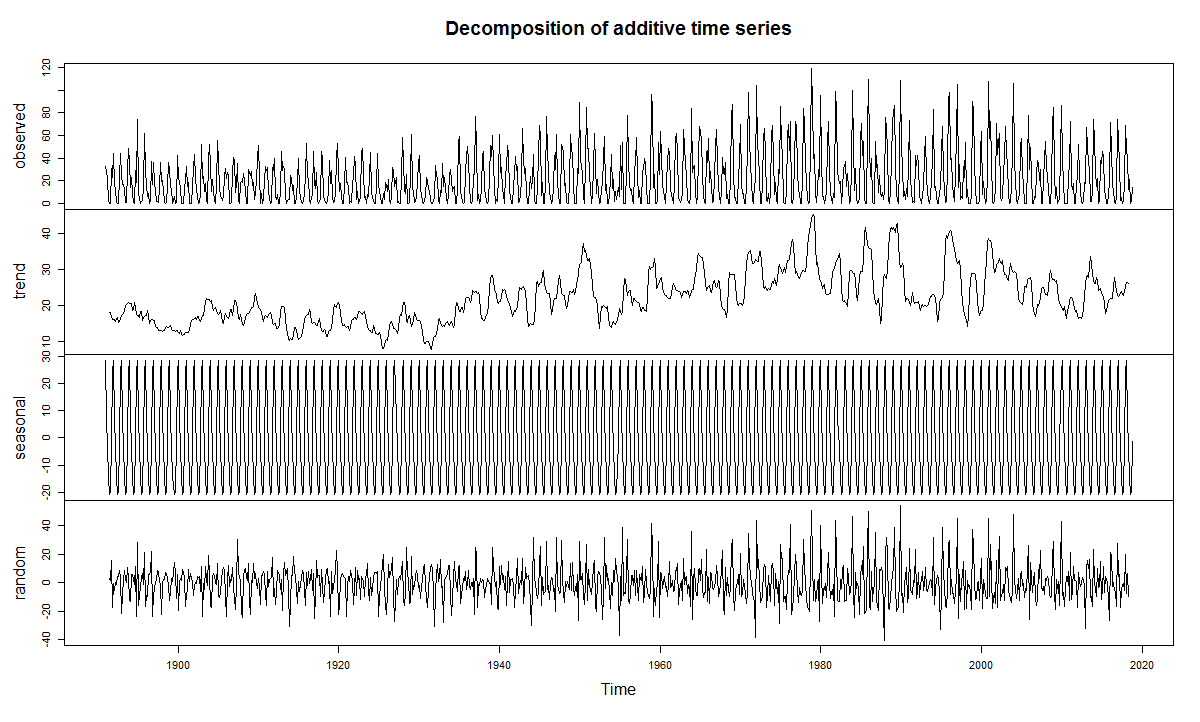 Decomposition of additive time series
observed
0 20 40 60 80 120
trend
10 20 30 40
seasonal
-20 -10 0 10 20 30
random
-40 -20 0 20 40
1900 1920 1940 1960 1980 2000 2020
Time